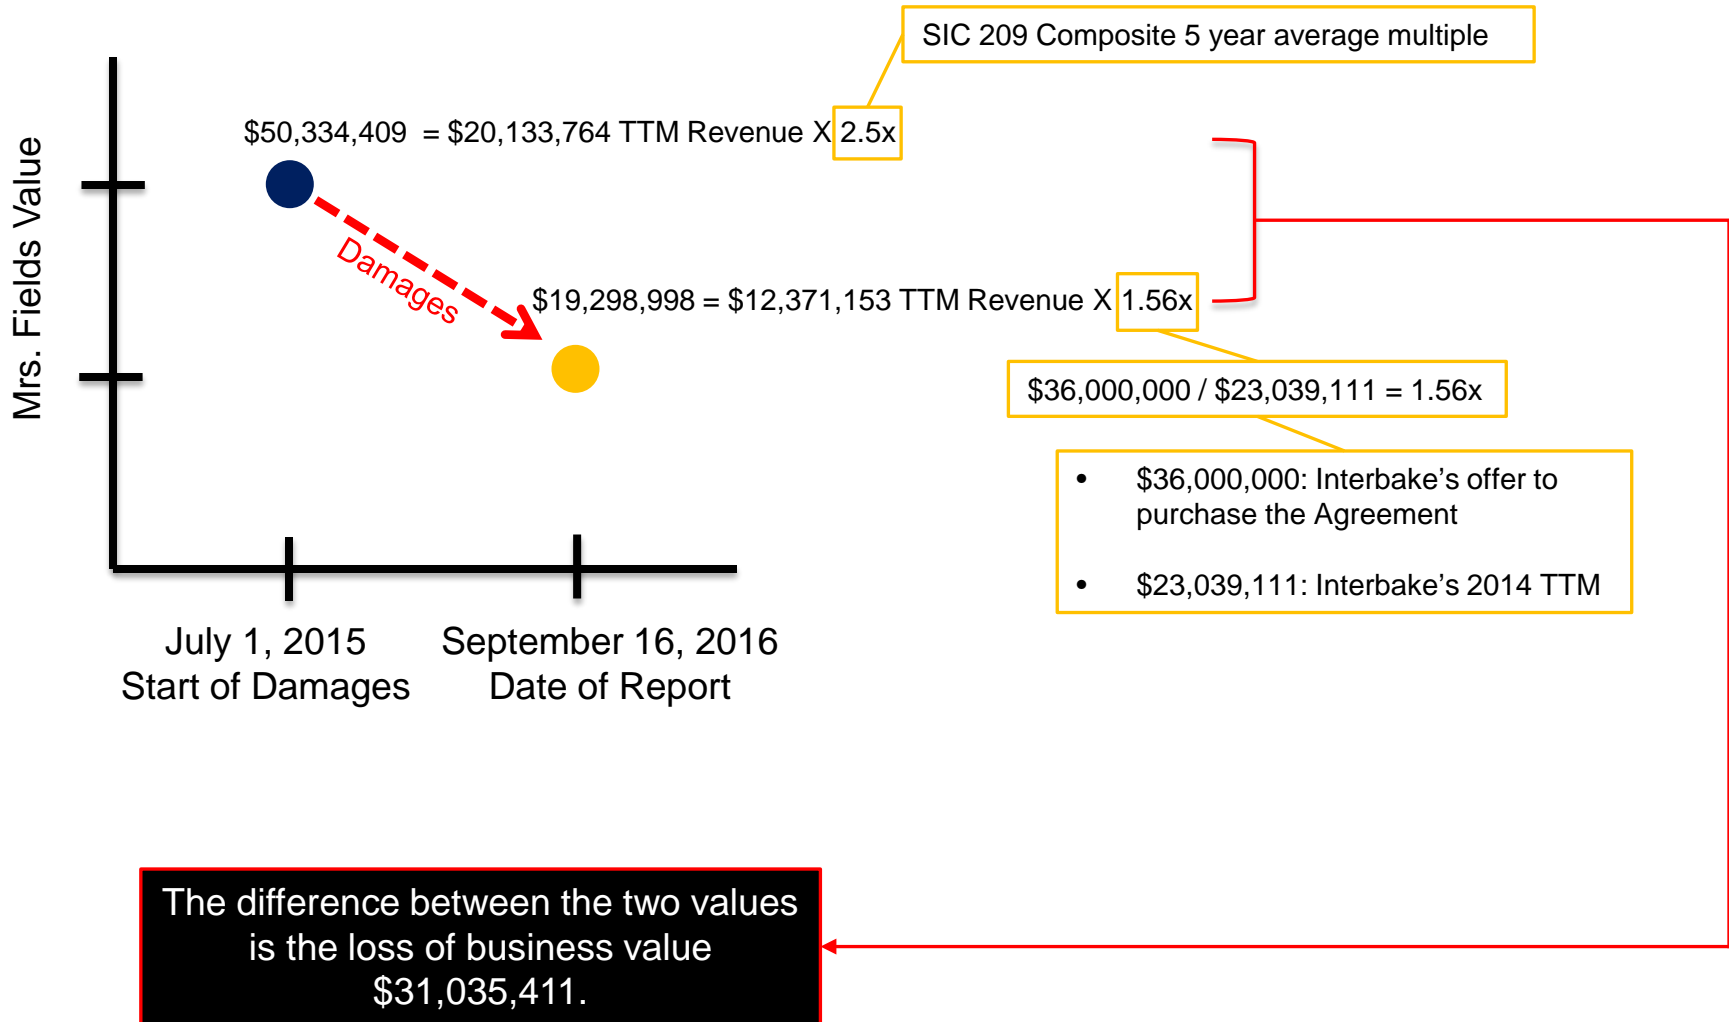 SIC 209 Composite 5 year average multiple
$50,334,409 = $20,133,764 TTM Revenue X 2.5x
Mrs. Fields Value
Damages
$19,298,998 = $12,371,153 TTM Revenue X 1.56x
$36,000,000 / $23,039,111 = 1.56x
• $36,000,000: Interbake's offer to
purchase the Agreement
• $23,039,111: Interbake's 2014 TTM
July 1, 2015
Start of Damages
September 16, 2016
Date of Report
The difference between the two values
is the loss of business value
$31,035,411.